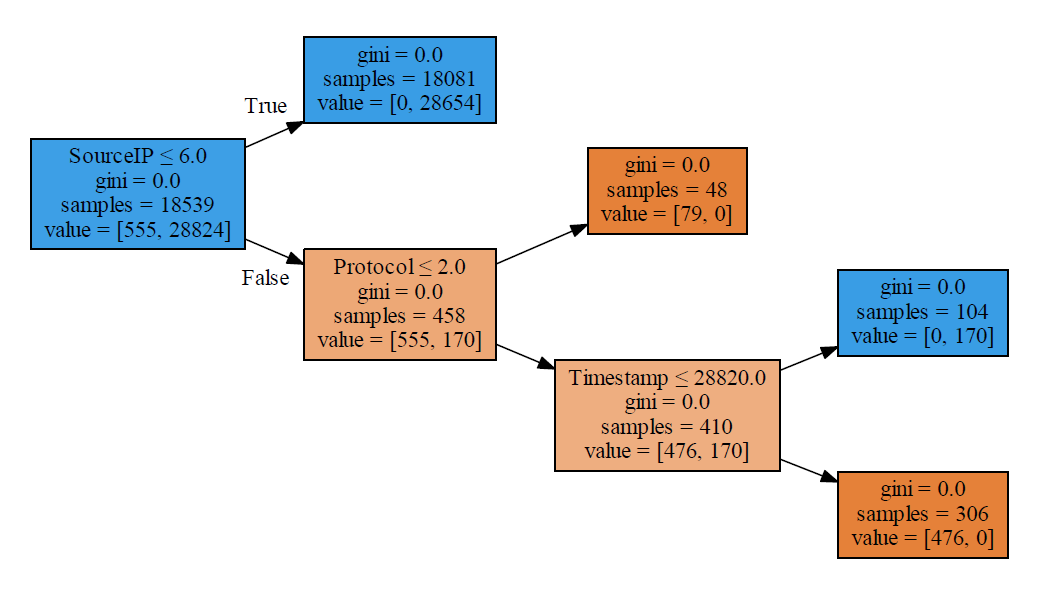 gini = 0.0
samples = 18081
value = [0, 28654]
True
SourceIP ≤ 6.0
gini = 0.0
samples = 18539
value = [555, 28824]
False
gini = 0.0
samples = 48
value = [79, 0]
Protocol ≤ 2.0
gini = 0.0
samples = 458
value = [555, 170]
gini = 0.0
samples = 104
value = [0, 170]
Timestamp ≤ 28820.0
gini = 0.0
samples = 410
value = [476, 170]
gini = 0.0
samples = 306
value = [476, 0]